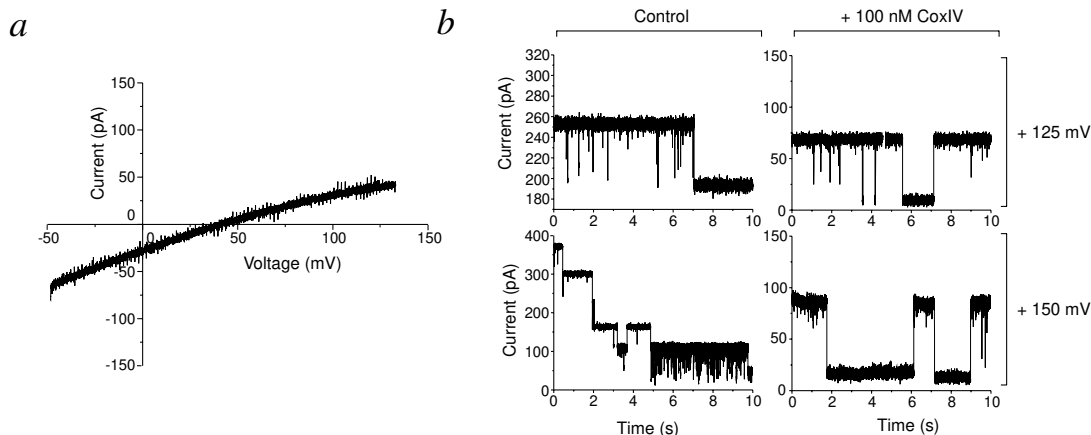 a
150
100
50
0
-50
-100
-150
-50
0
50
100
150
Current (pA)
Voltage (mV)
b
Control
+ 100 nM CoxIV
340
320
300
280
260
240
220
200
180
0 2 4 6 8 10
Current (pA)
150
100
50
0
0 2 4 6 8 10
+ 125 mV
400
300
200
100
0
0 2 4 6 8 10
Current (pA)
Time (s)
150
100
50
0
0 2 4 6 8 10
Time (s)
+ 150 mV